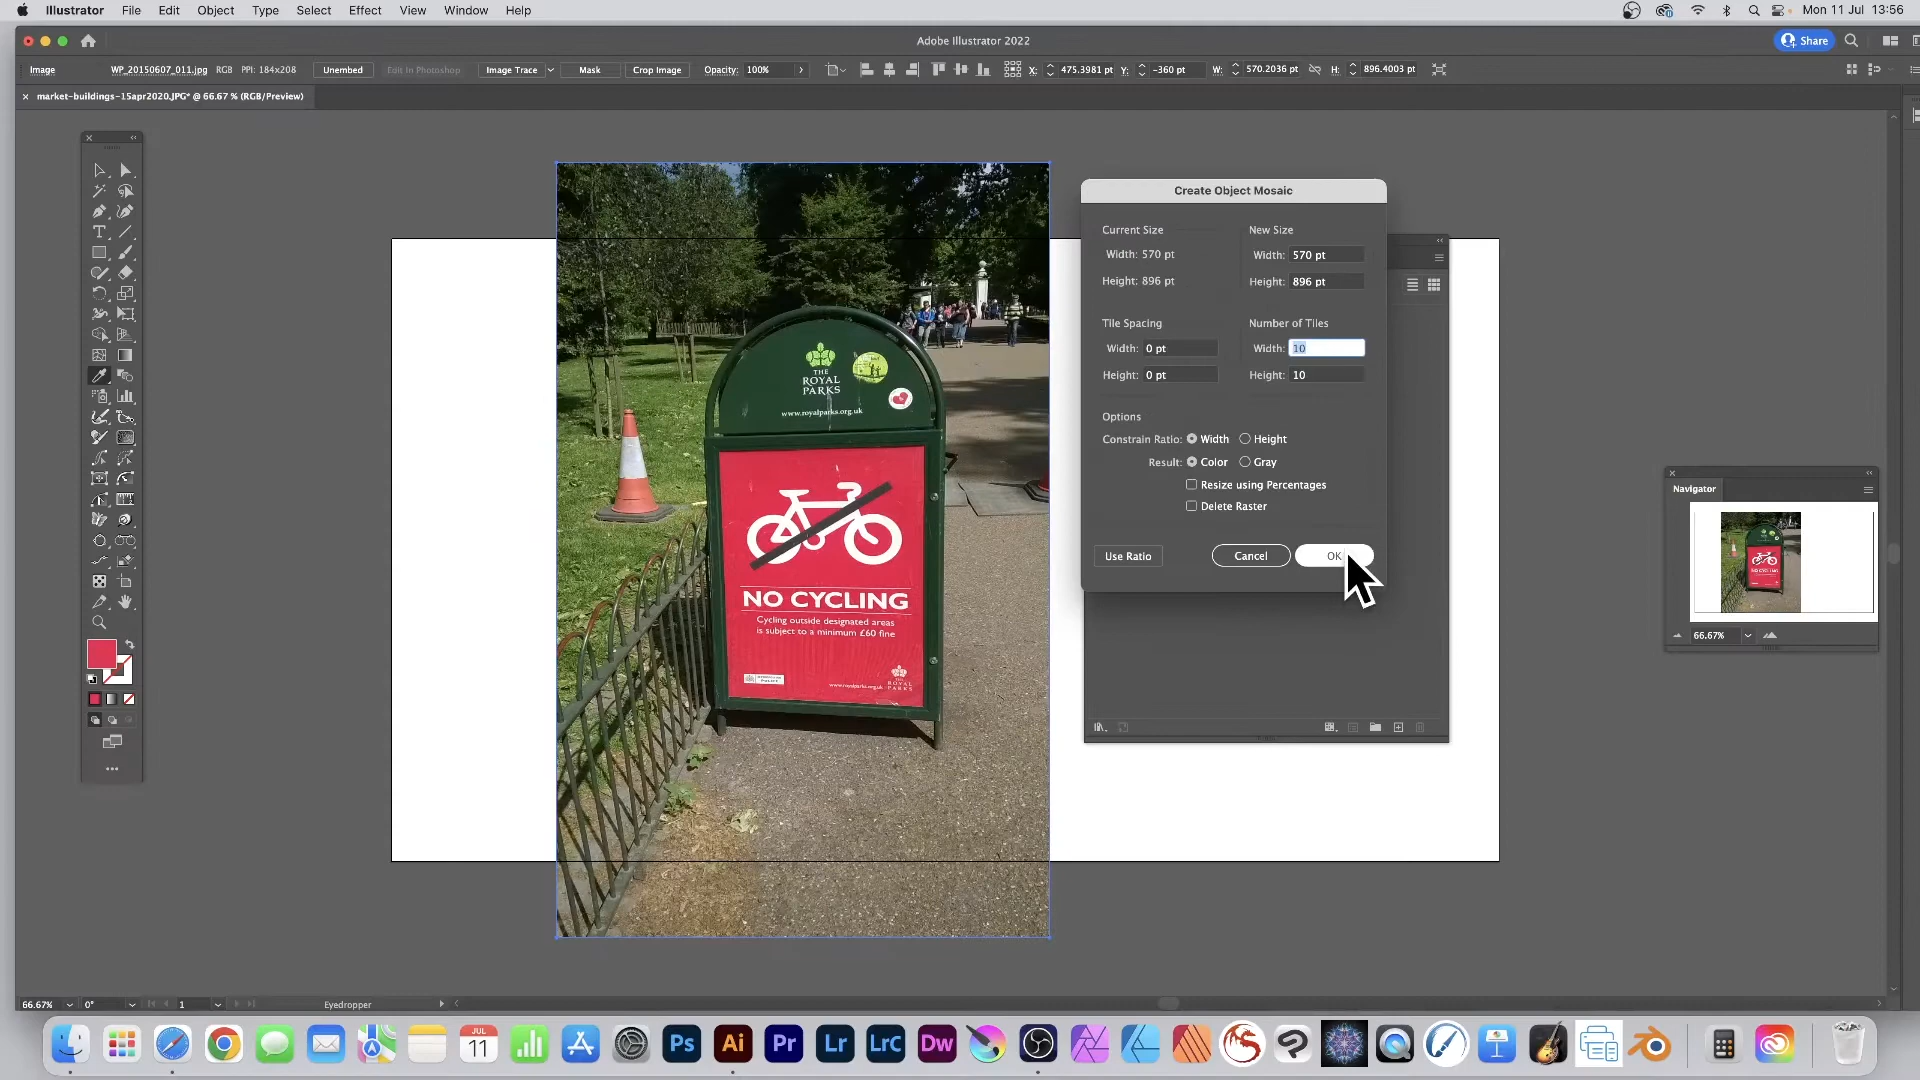 Illustrator File Edit Object Type Select Effect View Window Help
Mon 11 Jul 13:56
Adobe Illustrator 2022
Share
Image WP_20150607_011.jpg RGB PPI: 184x208 Unembed Edit In Photoshop Image Trace Mask Crop Image Opacity: 100% X: 475.3981 pt Y: -360 pt W: 570.2036 pt H: 896.4003 pt
market-buildings-15apr2020.JPG* @ 66.67 % (RGB/Preview)
Create Object Mosaic
Current Size New Size
Width: 570 pt Width: 570 pt
Height: 896 pt Height: 896 pt
Tile Spacing Number of Tiles
Width: 0 pt Width: 10
Height: 0 pt Height: 10
Options
Constrain Ratio: Width Height
Result: Color Gray
Resize using Percentages
Delete Raster
Use Ratio Cancel OK
THE
ROYAL
PARKS
www.royalparks.org.uk
NO CYCLING
Cycling outside designated areas
is subject to a minimum £60 fine
www.royalparks.org.uk
THE
ROYAL
PARKS
Navigator
66.67%
66.67% 0° 1 Eyedropper
JUL
11
Ps Ai Pr Lr LrC Dw